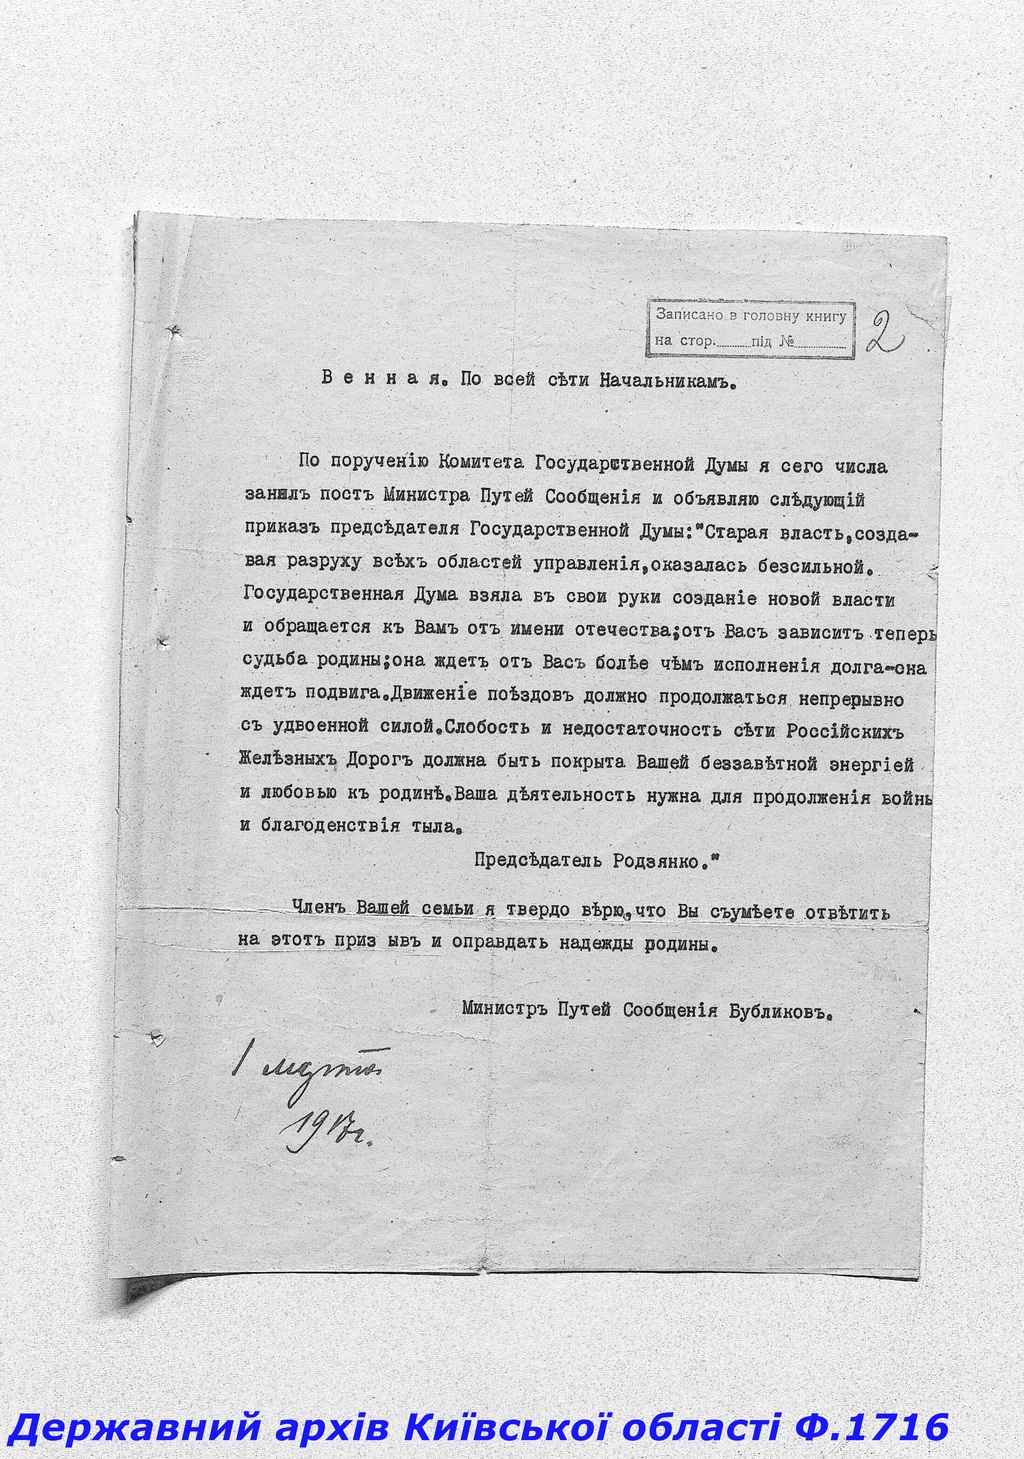 Записано в головну книгу
на стор. під №
2
Венная. По всей сѣти Начальникамъ.
По порученію Комитета Государственной Думы я сего числа
занялъ постъ Министра Путей Сообщенія и объявляю слѣдующій
приказъ предсѣдателя Государственной Думы:"Старая власть,созда-
вая разруху всѣхъ областей управленія,оказалась безсильной.
Государственная Дума взяла въ свои руки созданіе новой власти
и обращается къ Вамъ отъ имени отечества;отъ Васъ зависитъ теперь
судьба родины;она ждетъ отъ Васъ болѣе чѣмъ исполненія долга-она
ждетъ подвига.Движеніе поѣздовъ должно продолжаться непрерывно
съ удвоенной силой.Слобость и недостаточность сѣти Россійскихъ
Желѣзныхъ Дорогъ должна быть покрыта Вашей беззавѣтной энергіей
и любовью къ родинѣ.Ваша дѣятельность нужна для продолженія войны
и благоденствія тыла.
Предсѣдатель Родзянко."
Членъ Вашей семьи я твердо вѣрю,что Вы съумѣете отвѣтить
на этотъ приз ывъ и оправдать надежды родины.
Министръ Путей Сообщенія Бубликовъ.
1 марта
1917г.
Державний архів Київської області Ф.1716